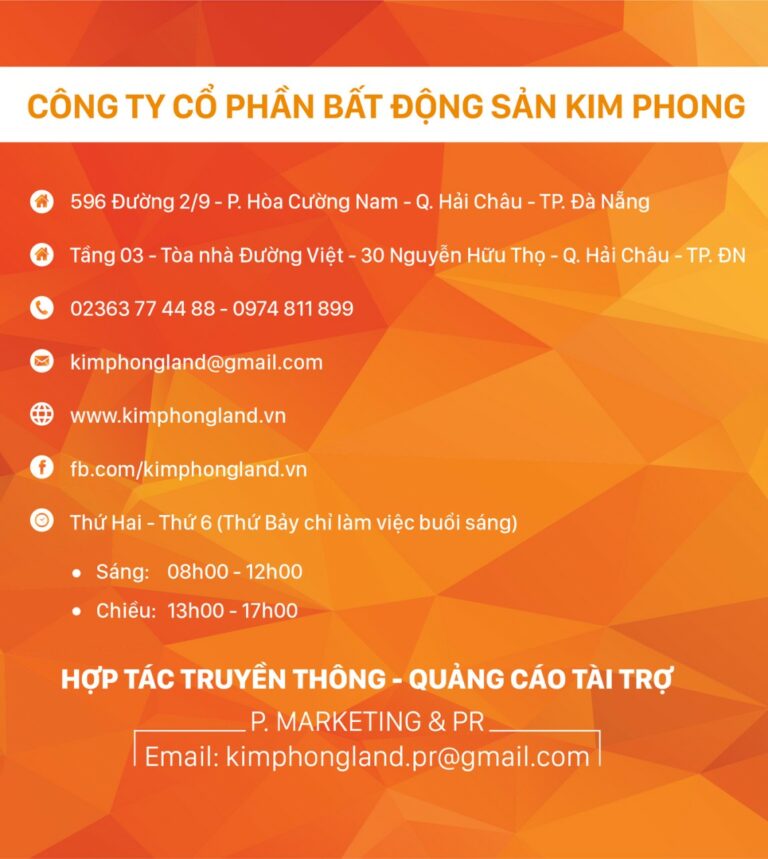 CÔNG TY CỔ PHẦN BẤT ĐỘNG SẢN KIM PHONG
596 Đường 2/9 - P. Hòa Cường Nam - Q. Hải Châu - TP. Đà Nẵng
Tầng 03 - Tòa nhà Đường Việt - 30 Nguyễn Hữu Thọ - Q. Hải Châu - TP. ĐN
02363 77 44 88 - 0974 811 899
kimphongland@gmail.com
www.kimphongland.vn
fb.com/kimphongland.vn
Thứ Hai - Thứ 6 (Thứ Bảy chỉ làm việc buổi sáng)
• Sáng: 08h00 - 12h00
• Chiều: 13h00 - 17h00
HỢP TÁC TRUYỀN THÔNG - QUẢNG CÁO TÀI TRỢ
P. MARKETING & PR
Email: kimphongland.pr@gmail.com